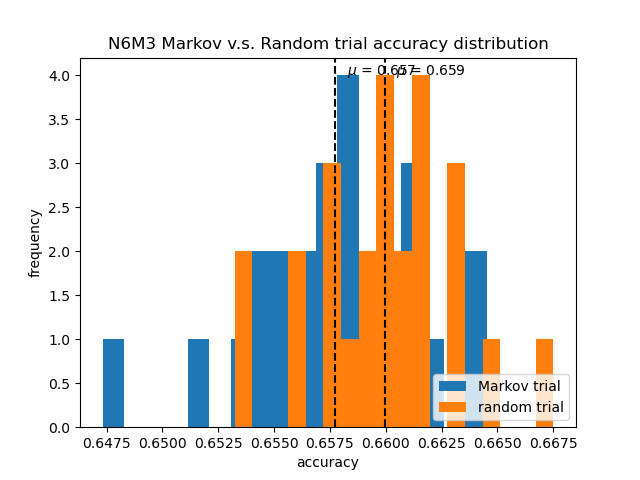 N6M3 Markov v.s. Random trial accuracy distribution
μ = 0.657
μ = 0.659
4.0
3.5
3.0
2.5
2.0
1.5
1.0
0.5
0.0
frequency
Markov trial
random trial
0.6475 0.6500 0.6525 0.6550 0.6575 0.6600 0.6625 0.6650 0.6675
accuracy